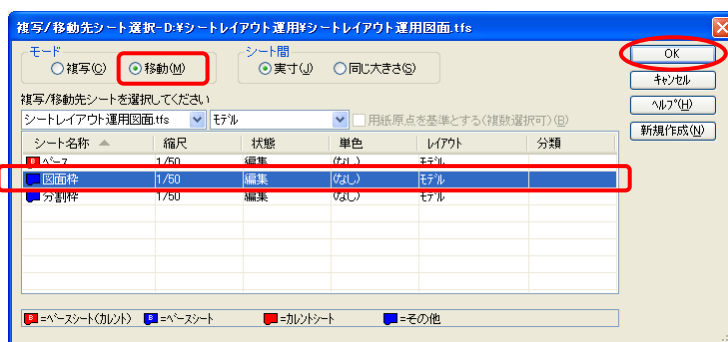 複写/移動先シート選択-D:¥シートレイアウト運用¥シートレイアウト運用図面.tfs
モード
複写(C) 移動(M)
シート間
実寸(J) 同じ大きさ(S)
OK
キャンセル
ヘルプ(H)
新規作成(N)
複写/移動先シートを選択してください
シートレイアウト運用図面.tfs モデル 用紙原点を基準とする(複数選択可)(B)
シート名称 縮尺 状態 単色 レイアウト 分類
B ベース 1/50 編集 (なし) モデル
図面枠 1/50 編集 (なし) モデル
分割枠 1/50 編集 (なし) モデル
B =ベースシート(カレント) B =ベースシート =カレントシート =その他